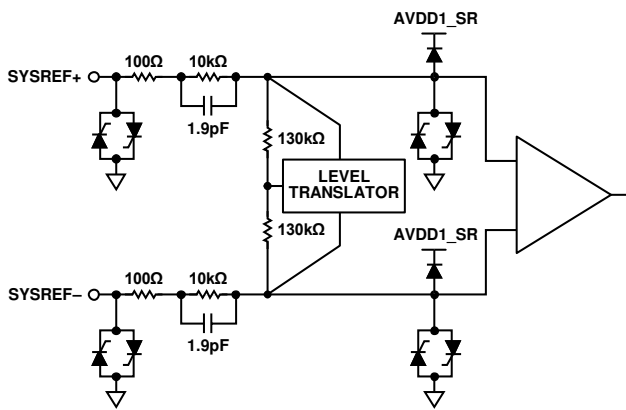 AVDD1_SR
100Ω 10kΩ
SYSREF+
1.9pF
130kΩ
LEVEL
TRANSLATOR
130kΩ
AVDD1_SR
100Ω 10kΩ
SYSREF–
1.9pF